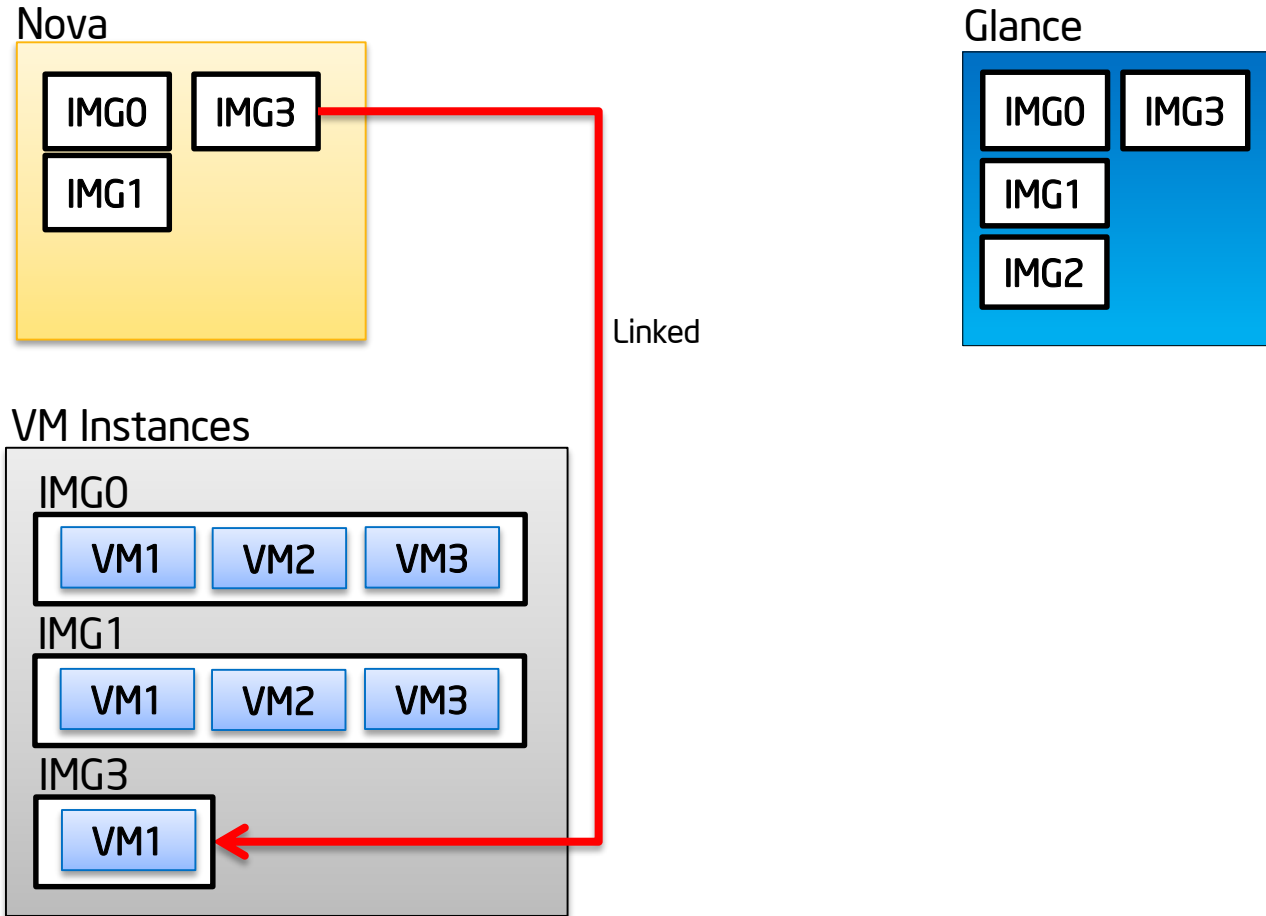 Nova
IMG0 IMG3
IMG1
Glance
IMG0 IMG3
IMG1
IMG2
Linked
VM Instances
IMG0
VM1 VM2 VM3
IMG1
VM1 VM2 VM3
IMG3
VM1